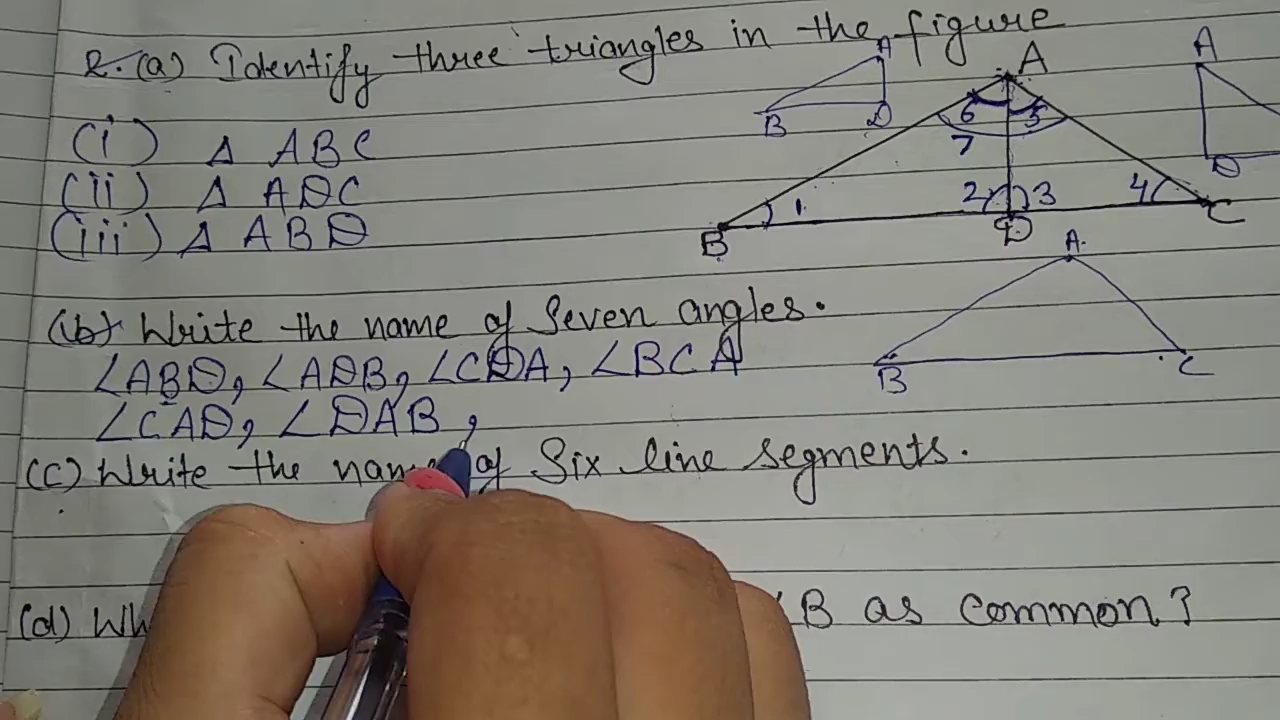 2. (a) Identify three triangles in the figure
(i) Δ ABC
(ii) Δ ADC
(iii) Δ ABD
A
B
D
A
6
5
7
1
2
3
4
B
D
C
A
D
A
B
C
(b) Write the name of Seven angles.
∠ABD, ∠ADB, ∠CDA, ∠BCA
∠CAD, ∠DAB,
(c) Write the name of Six line segments.
(d) B as common?